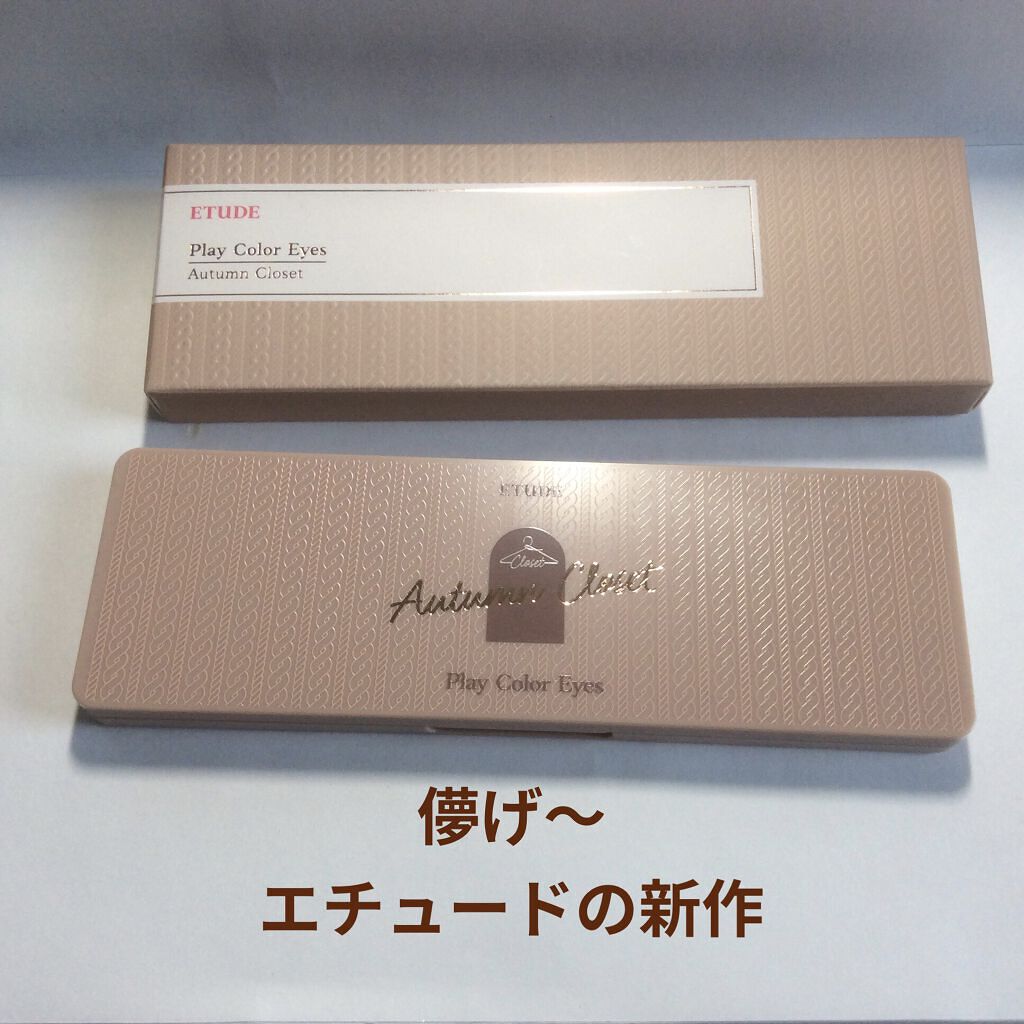 ETUDE
Play Color Eyes
Autumn Closet
ETUDE
Closet
Autumn Closet
Play Color Eyes
儚げ〜
エチュードの新作